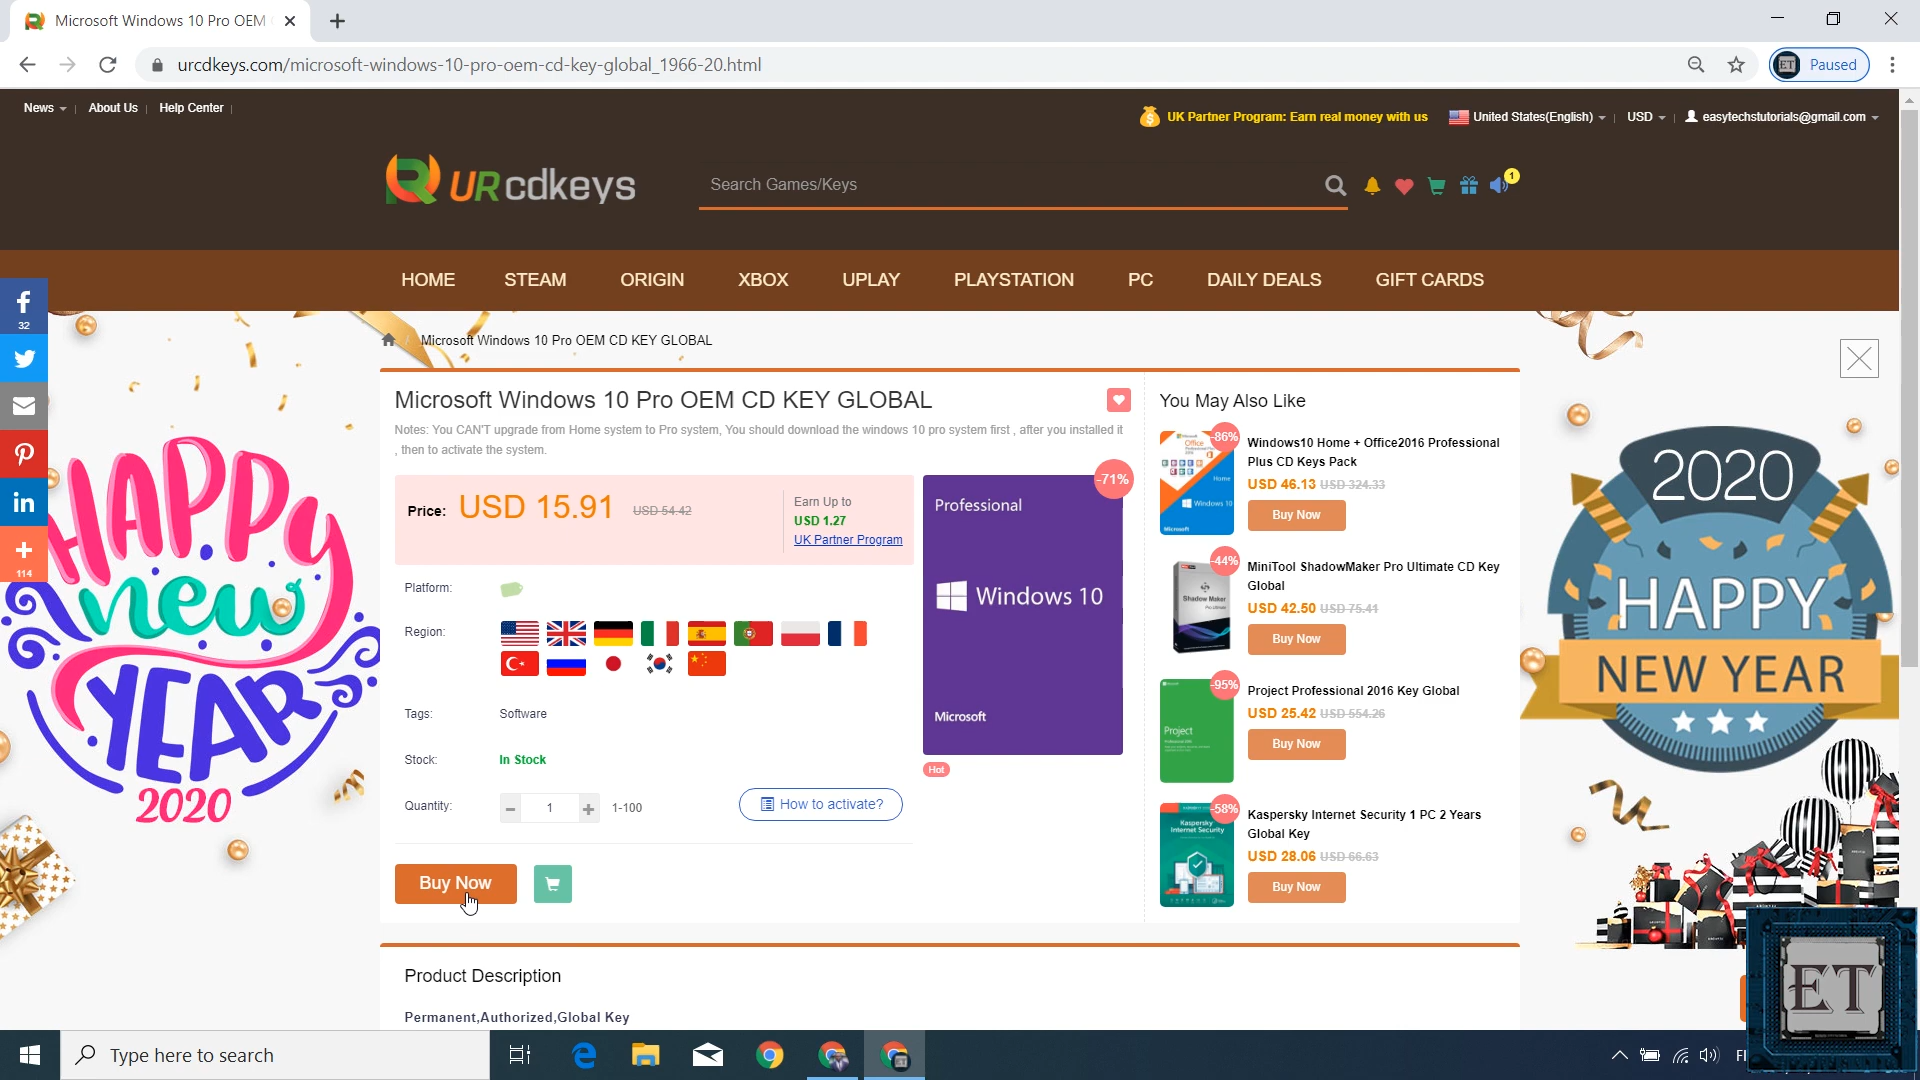 Microsoft Windows 10 Pro OEM
urcdkeys.com/microsoft-windows-10-pro-oem-cd-key-global_1966-20.html
Paused
News
About Us
Help Center
UK Partner Program: Earn real money with us
United States(English)
USD
easytechstutorials@gmail.com
UR cdkeys
Search Games/Keys
1
HOME
STEAM
ORIGIN
XBOX
UPLAY
PLAYSTATION
PC
DAILY DEALS
GIFT CARDS
32
114
HAPPY
new
YEAR
2020
/ Microsoft Windows 10 Pro OEM CD KEY GLOBAL
Microsoft Windows 10 Pro OEM CD KEY GLOBAL
Notes: You CAN'T upgrade from Home system to Pro system, You should download the windows 10 pro system first , after you installed it
, then to activate the system.
Price: USD 15.91 USD 54.42
Earn Up to
USD 1.27
UK Partner Program
-71%
Professional
Windows 10
Microsoft
Hot
Platform:
Region:
Tags: Software
Stock: In Stock
Quantity: 1 1-100
How to activate?
Buy Now
You May Also Like
-86%
Windows10 Home + Office2016 Professional
Plus CD Keys Pack
USD 46.13 USD 324.33
Buy Now
-44%
Shadow Maker
MiniTool ShadowMaker Pro Ultimate CD Key
Global
USD 42.50 USD 75.41
Buy Now
-95%
Project
Project Professional 2016 Key Global
USD 25.42 USD 554.26
Buy Now
-58%
Kaspersky
Internet Security
Kaspersky Internet Security 1 PC 2 Years
Global Key
USD 28.06 USD 66.63
Buy Now
2020
HAPPY
NEW YEAR
Product Description
Permanent,Authorized,Global Key
ET
Type here to search